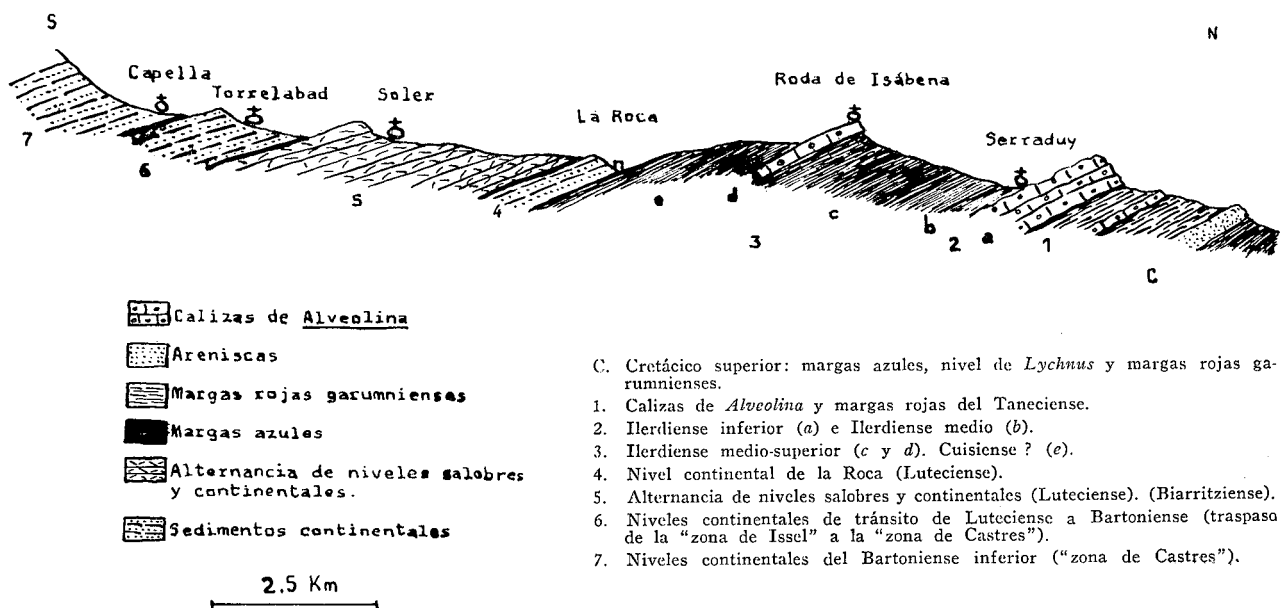 S
N
Capella
Torrelabad
Soler
La Roca
Roda de Isábena
Serraduy
7
6
5
4
e
d
3
c
b
2
a
1
C
Calizas de Alveolina
Areniscas
Margas rojas garumnienses
Margas azules
Alternancia de niveles salobres
y continentales.
Sedimentos continentales
2.5 Km
C. Cretácico superior: margas azules, nivel de Lychnus y margas rojas ga-
rumnienses.
1. Calizas de Alveolina y margas rojas del Taneciense.
2. Ilerdiense inferior (a) e Ilerdiense medio (b).
3. Ilerdiense medio-superior (c y d). Cuisiense ? (e).
4. Nivel continental de la Roca (Luteciense).
5. Alternancia de niveles salobres y continentales (Luteciense). (Biarritziense).
6. Niveles continentales de tránsito de Luteciense a Bartoniense (traspaso
de la "zona de Issel" a la "zona de Castres").
7. Niveles continentales del Bartoniense inferior ("zona de Castres").